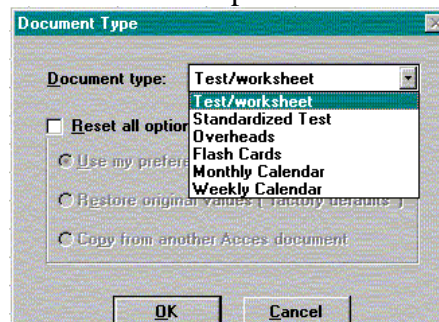 Document Type
Document type: Test/worksheet
Test/worksheet
Standardized Test
Overheads
Flash Cards
Monthly Calendar
Weekly Calendar
Reset all option
Use my prefere
Restore original values ("factory defaults")
Copy from another Acces document
OK Cancel